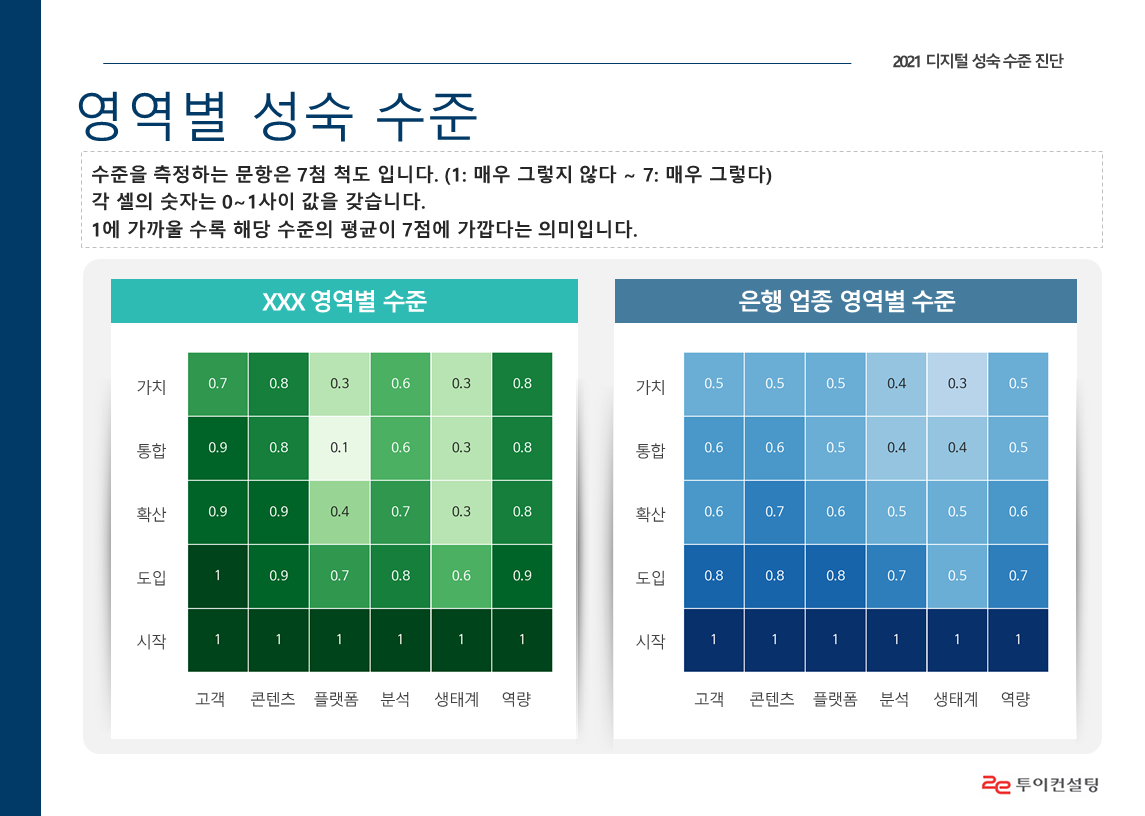 2021 디지털 성숙 수준 진단
영역별 성숙 수준
수준을 측정하는 문항은 7첨 척도 입니다. (1: 매우 그렇지 않다 ~ 7: 매우 그렇다)
각 셀의 숫자는 0~1사이 값을 갖습니다.
1에 가까울 수록 해당 수준의 평균이 7점에 가깝다는 의미입니다.
XXX 영역별 수준
가치 0.7 0.8 0.3 0.6 0.3 0.8
통합 0.9 0.8 0.1 0.6 0.3 0.8
확산 0.9 0.9 0.4 0.7 0.3 0.8
도입 1 0.9 0.7 0.8 0.6 0.9
시작 1 1 1 1 1 1
고객 콘텐츠 플랫폼 분석 생태계 역량
은행 업종 영역별 수준
가치 0.5 0.5 0.5 0.4 0.3 0.5
통합 0.6 0.6 0.5 0.4 0.4 0.5
확산 0.6 0.7 0.6 0.5 0.5 0.6
도입 0.8 0.8 0.8 0.7 0.5 0.7
시작 1 1 1 1 1 1
고객 콘텐츠 플랫폼 분석 생태계 역량
2e 투이컨설팅